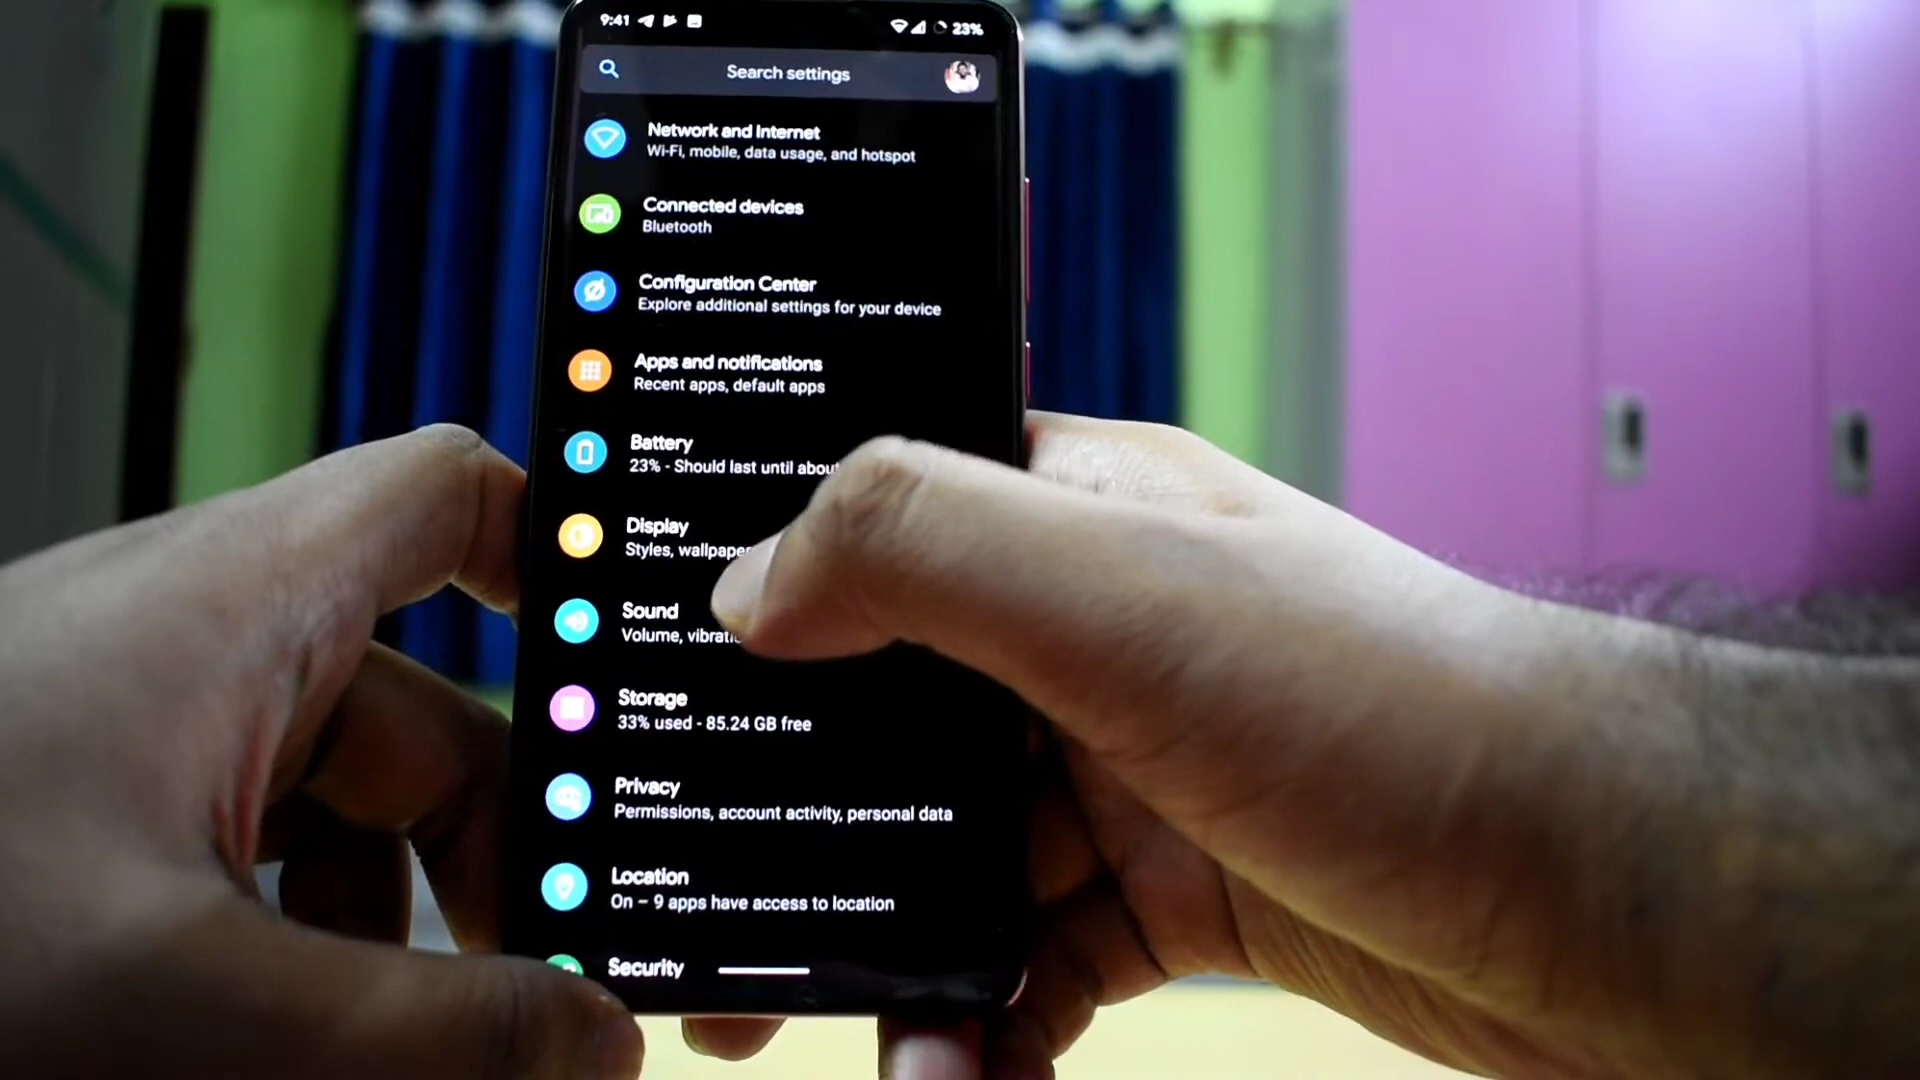 9:41
23%
Search settings
Network and Internet
Wi-Fi, mobile, data usage, and hotspot
Connected devices
Bluetooth
Configuration Center
Explore additional settings for your device
Apps and notifications
Recent apps, default apps
Battery
23% - Should last until
Display
Styles,
Sound
Volume,
Storage
33% used - 85.24 GB free
Privacy
Permissions, account activity, personal data
Location
On – 9 apps have access to location
Security